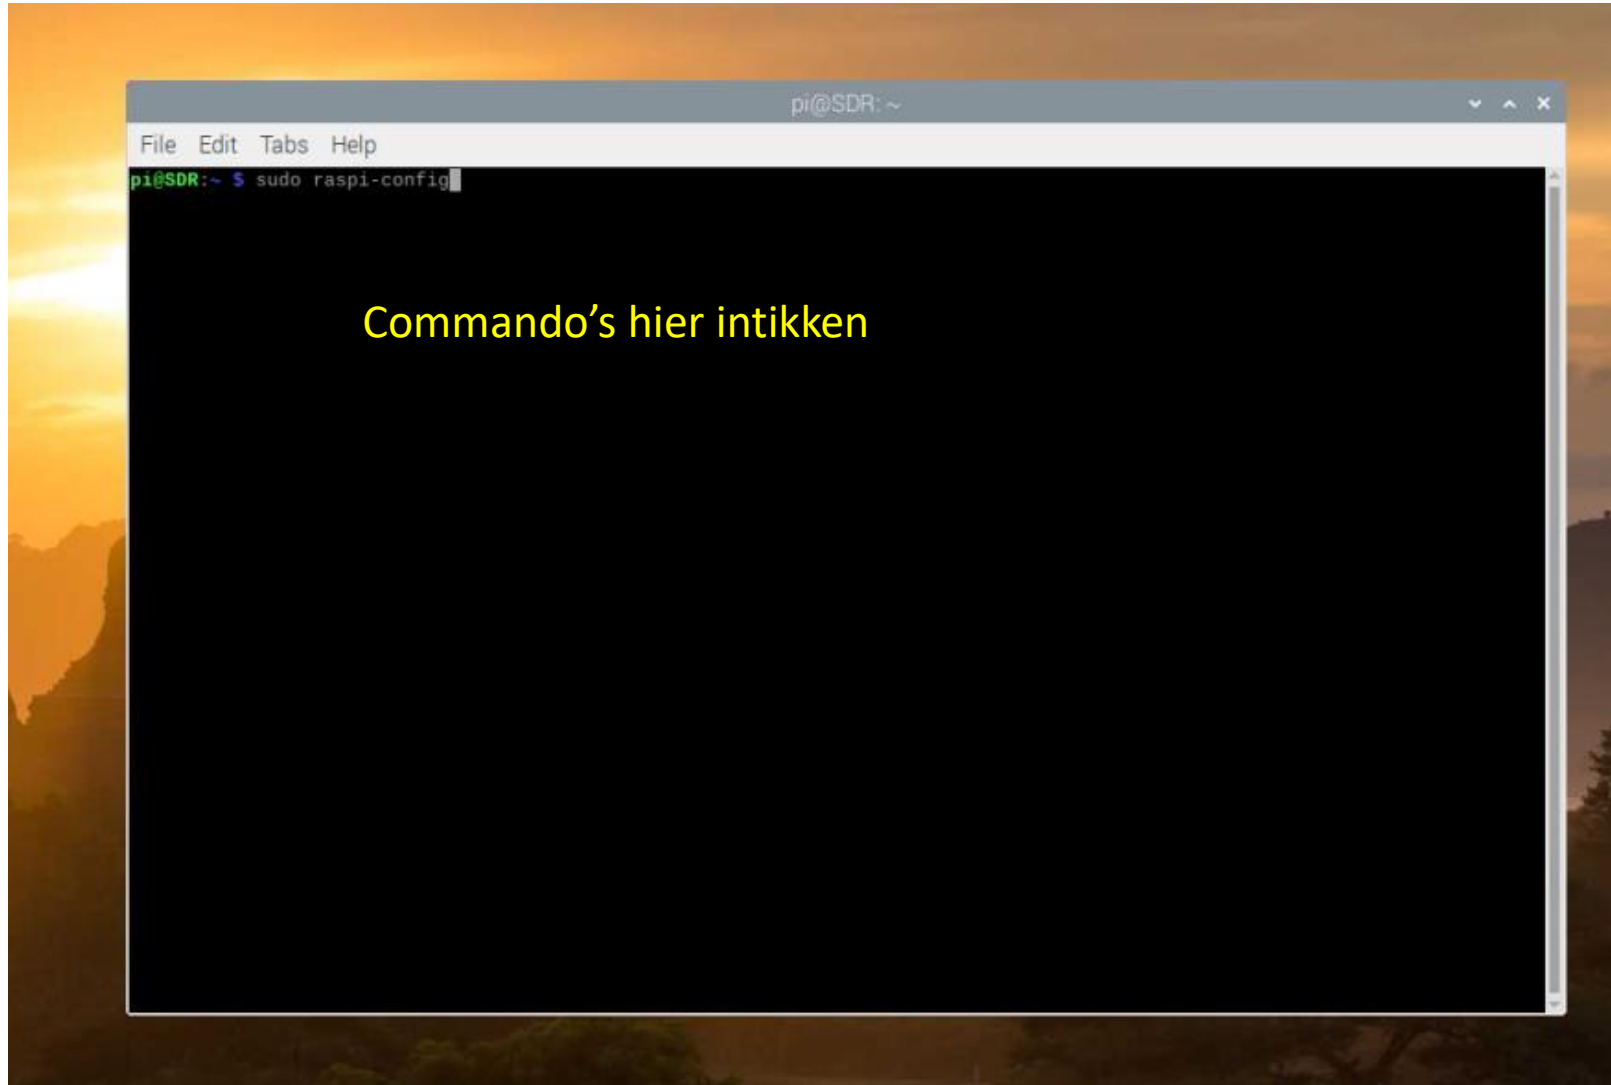 pi@SDR: ~
File Edit Tabs Help
pi@SDR:~ $ sudo raspi-config
Commando’s hier intikken